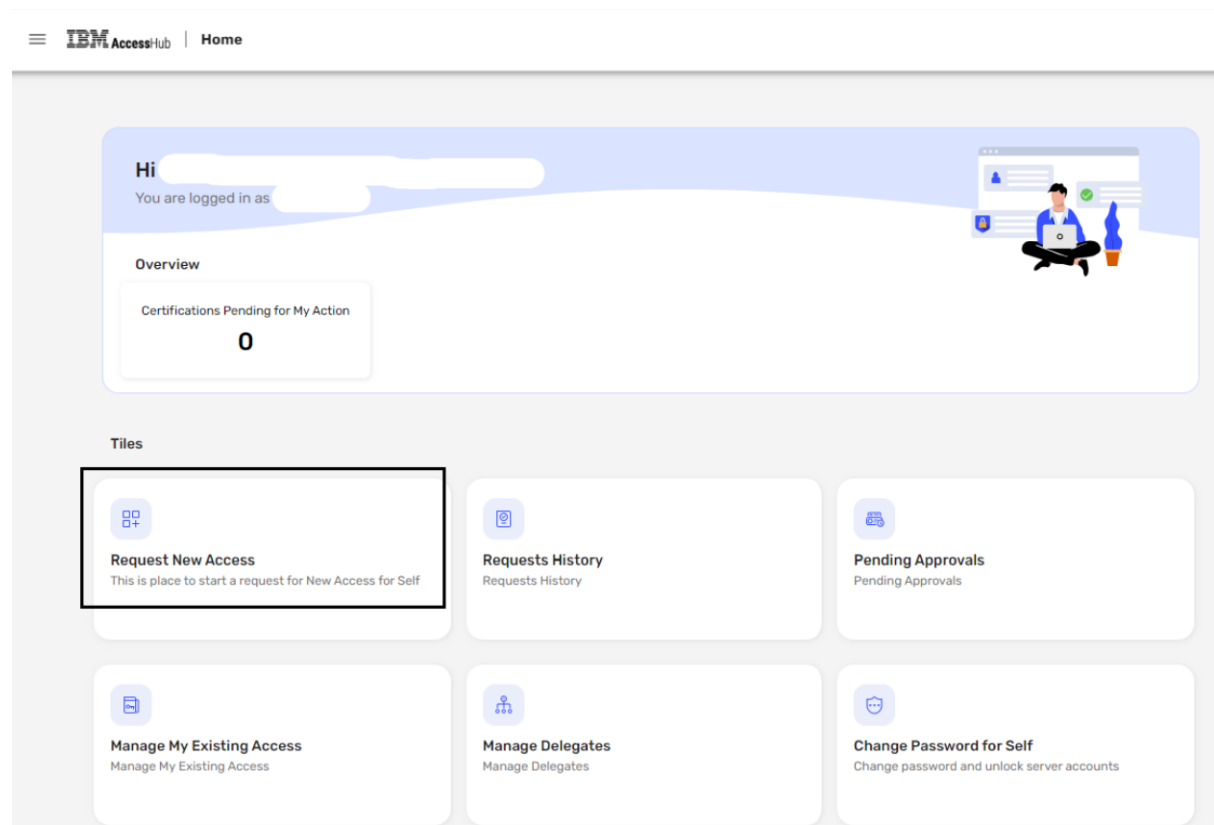 IBM AccessHub | Home
Hi
You are logged in as
Overview
Certifications Pending for My Action
0
Tiles
Request New Access
This is place to start a request for New Access for Self
Requests History
Requests History
Pending Approvals
Pending Approvals
Manage My Existing Access
Manage My Existing Access
Manage Delegates
Manage Delegates
Change Password for Self
Change password and unlock server accounts